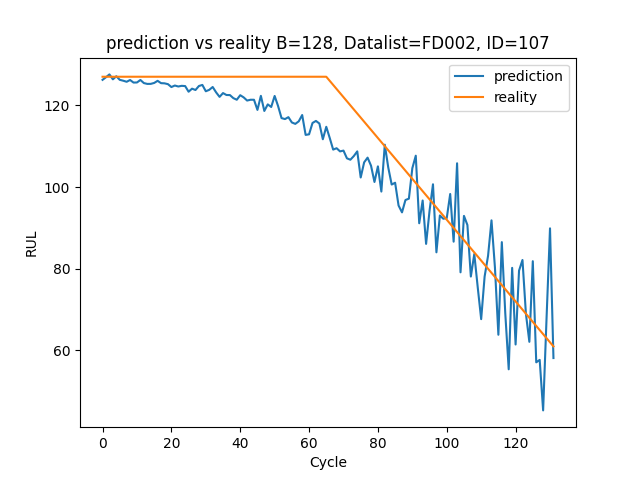 prediction vs reality B=128, Datalist=FD002, ID=107
prediction
reality
RUL
120
100
80
60
0 20 40 60 80 100 120
Cycle